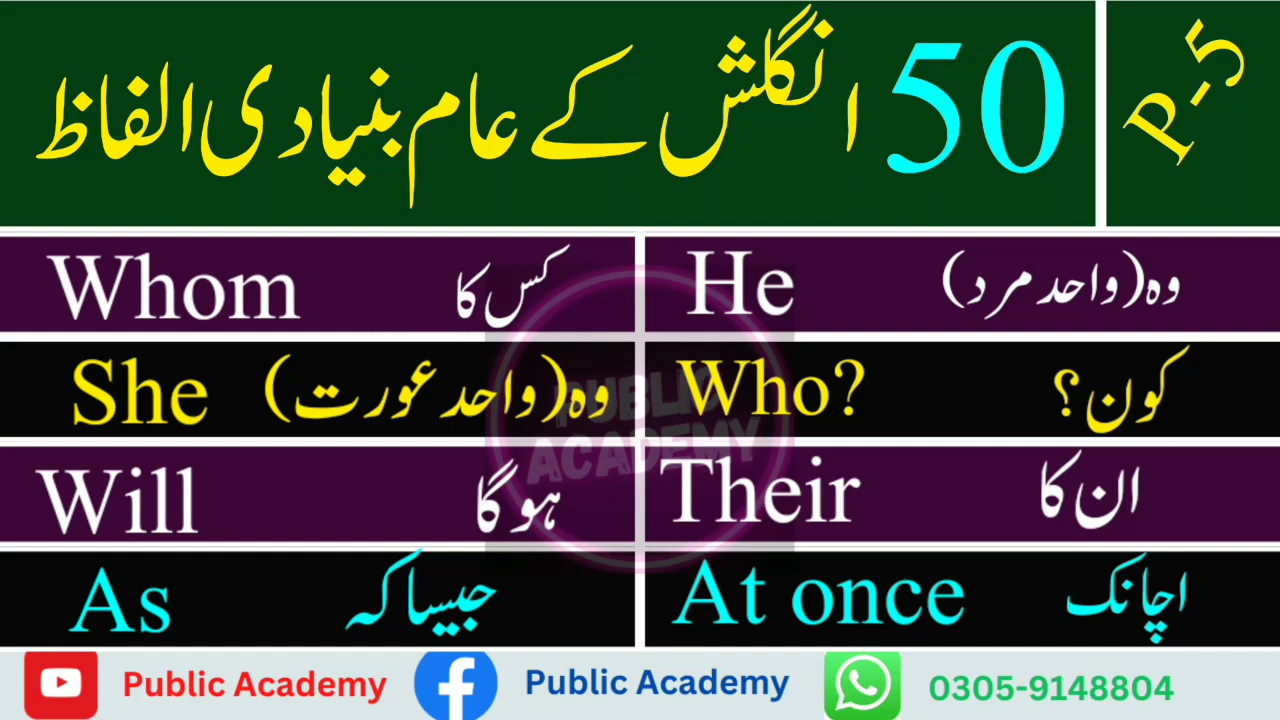 50 انگلش کے عام بنیادی الفاظ
P-5
Whom کس کا
He وہ(واحد مرد)
She وہ(واحد عورت)
Who? کون؟
Will ہو گا
Their ان کا
As جیسا کہ
At once اچانک
PUBLIC ACADEMY
Public Academy
Public Academy
0305-9148804